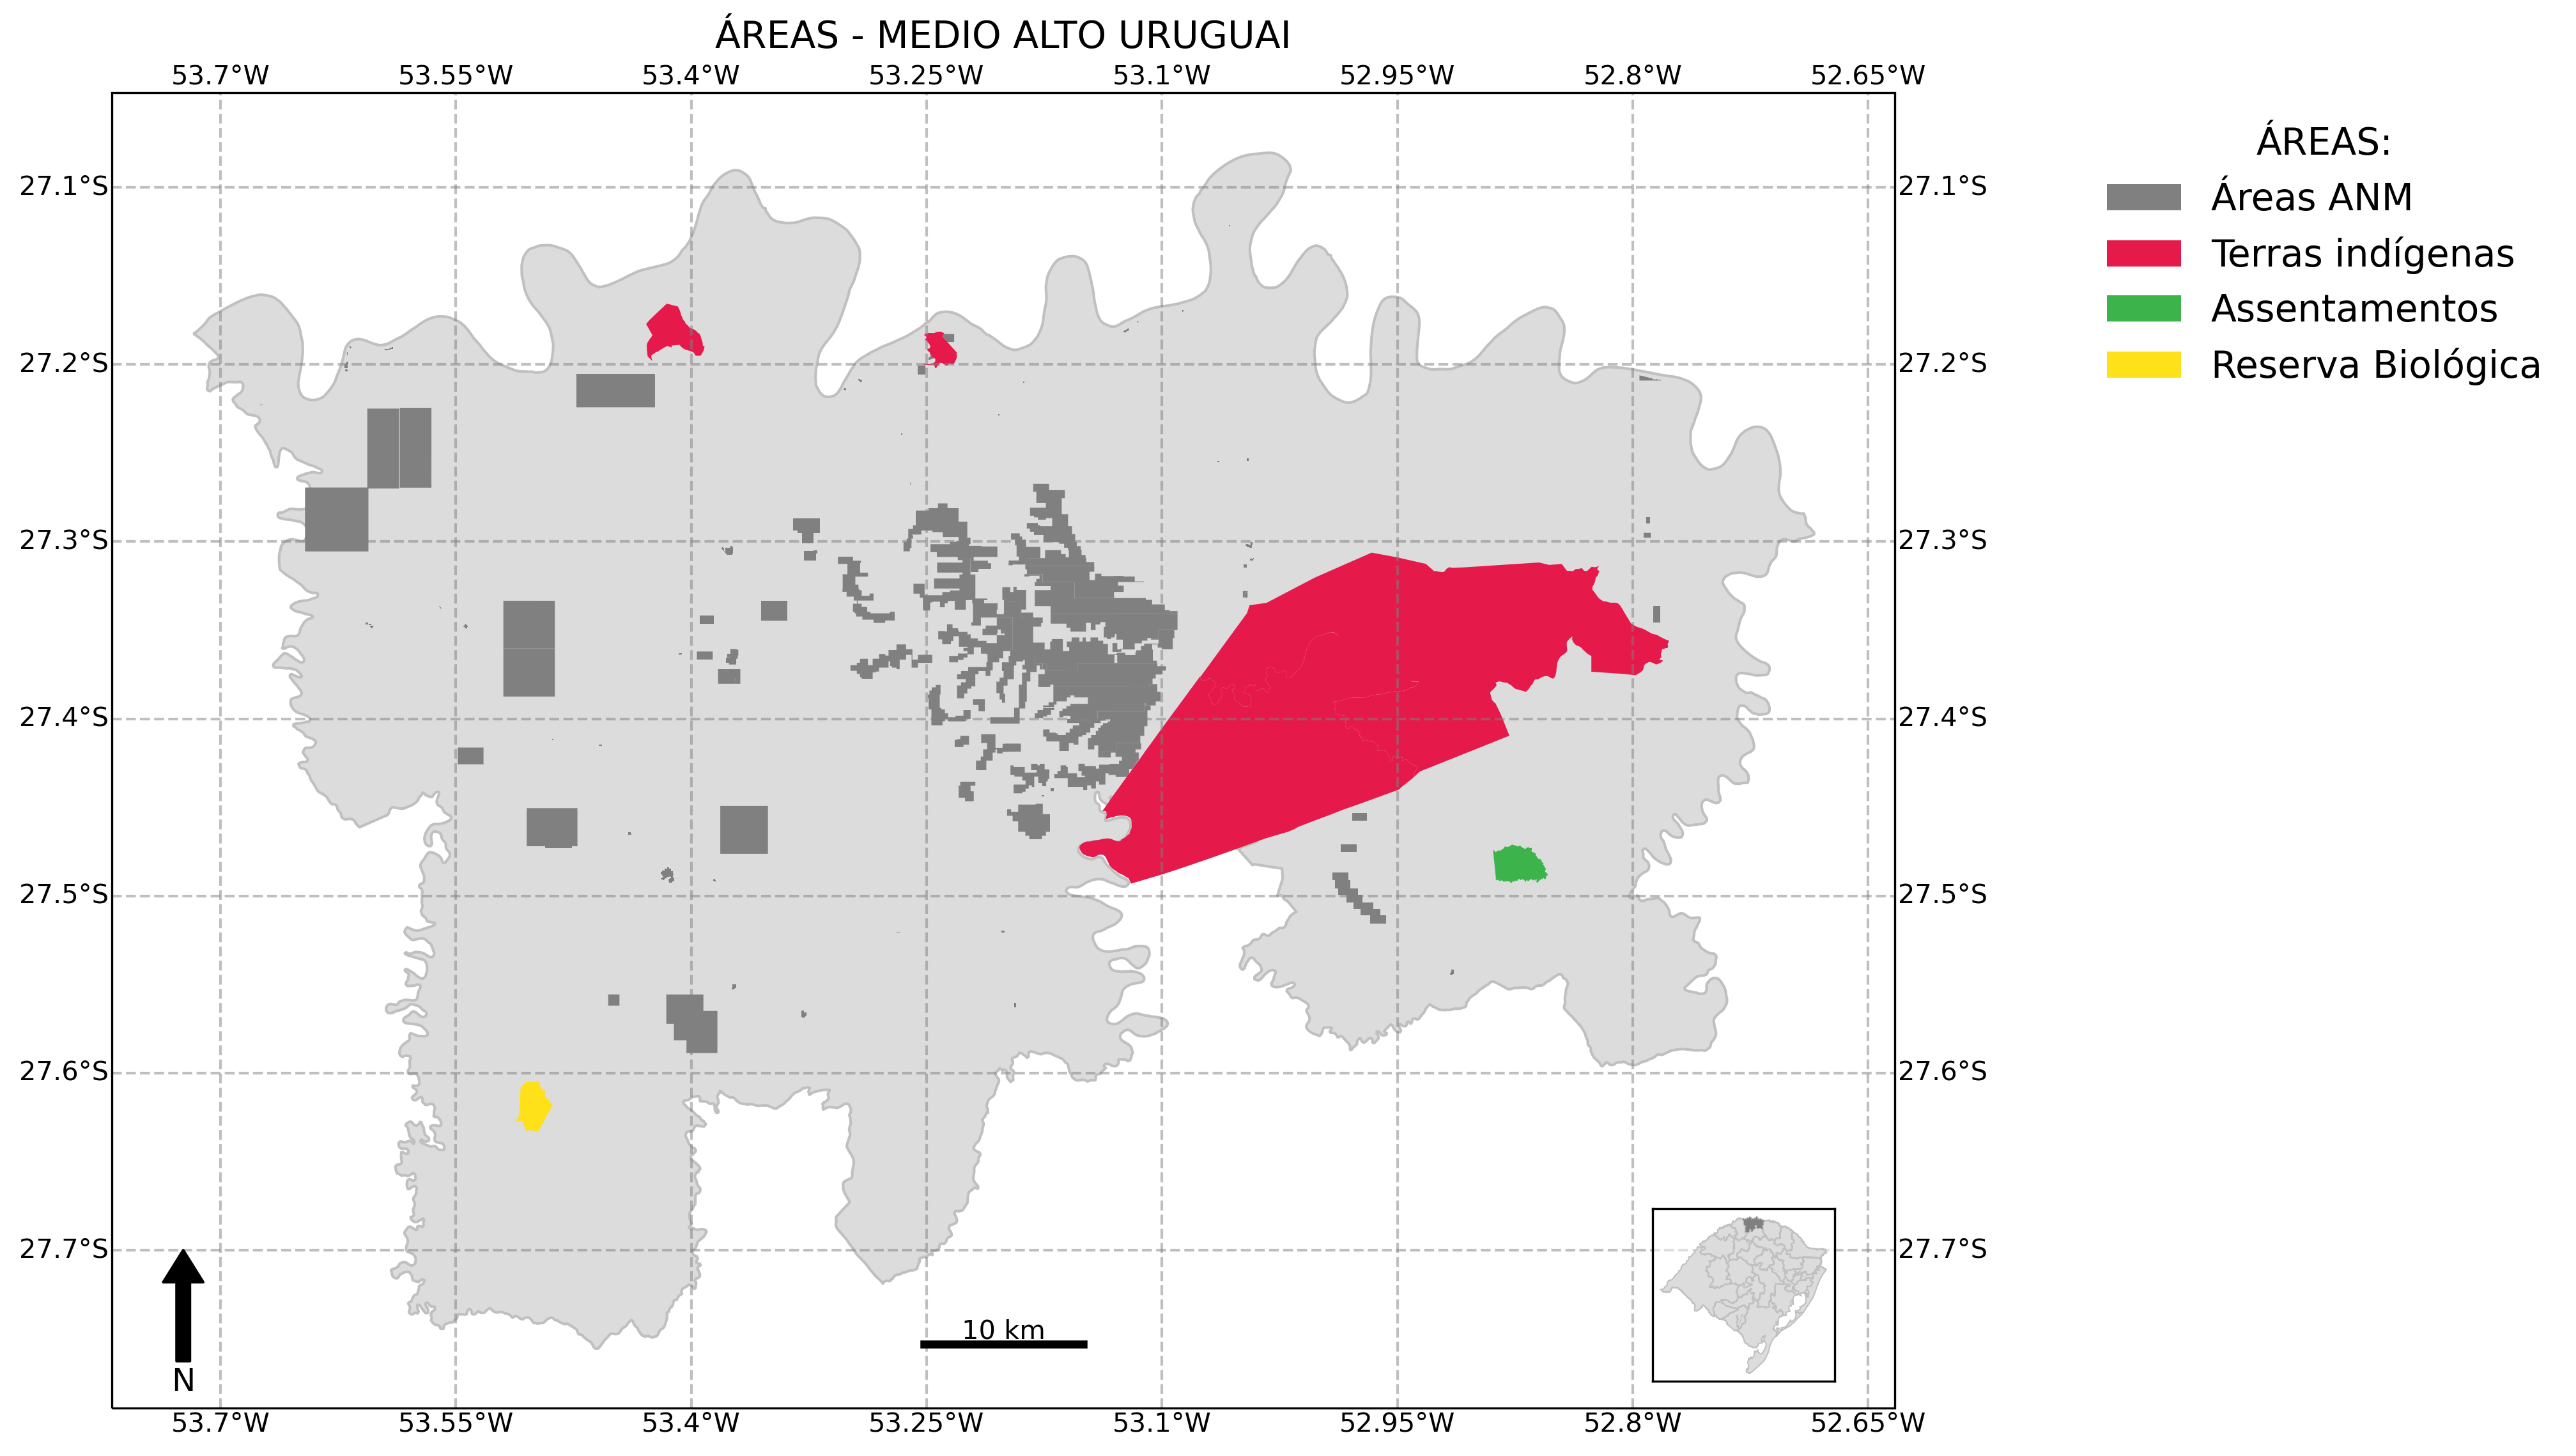 ÁREAS - MEDIO ALTO URUGUAI
53.7°W 53.55°W 53.4°W 53.25°W 53.1°W 52.95°W 52.8°W 52.65°W
ÁREAS:
Áreas ANM
Terras indígenas
Assentamentos
Reserva Biológica
27.1°S 27.1°S
27.2°S 27.2°S
27.3°S 27.3°S
27.4°S 27.4°S
27.5°S 27.5°S
27.6°S 27.6°S
27.7°S 27.7°S
10 km
N
53.7°W 53.55°W 53.4°W 53.25°W 53.1°W 52.95°W 52.8°W 52.65°W